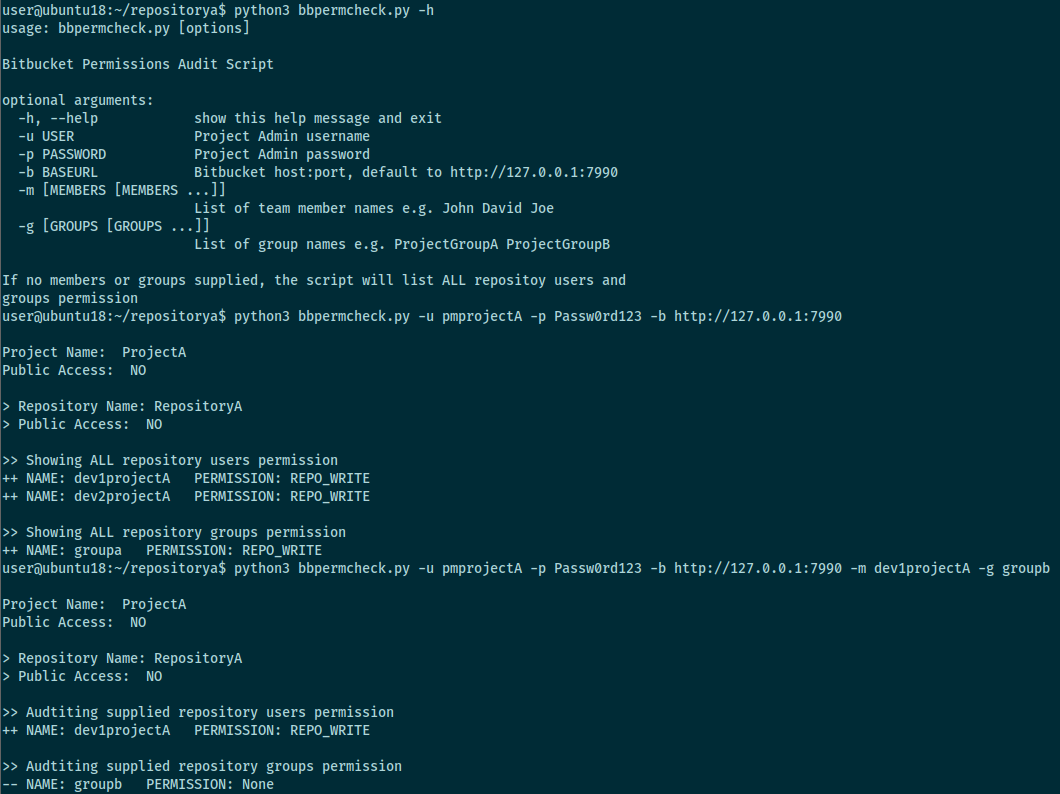 user@ubuntu18:~/repositorya$ python3 bbpermcheck.py -h
usage: bbpermcheck.py [options]
Bitbucket Permissions Audit Script
optional arguments:
-h, --help show this help message and exit
-u USER Project Admin username
-p PASSWORD Project Admin password
-b BASEURL Bitbucket host:port, default to http://127.0.0.1:7990
-m [MEMBERS [MEMBERS ...]]
List of team member names e.g. John David Joe
-g [GROUPS [GROUPS ...]]
List of group names e.g. ProjectGroupA ProjectGroupB
If no members or groups supplied, the script will list ALL repositoy users and
groups permission
user@ubuntu18:~/repositorya$ python3 bbpermcheck.py -u pmprojectA -p Passw0rd123 -b http://127.0.0.1:7990
Project Name:  ProjectA
Public Access:  NO
> Repository Name: RepositoryA
> Public Access:  NO
>> Showing ALL repository users permission
++ NAME: dev1projectA   PERMISSION: REPO_WRITE
++ NAME: dev2projectA   PERMISSION: REPO_WRITE
>> Showing ALL repository groups permission
++ NAME: groupa   PERMISSION: REPO_WRITE
user@ubuntu18:~/repositorya$ python3 bbpermcheck.py -u pmprojectA -p Passw0rd123 -b http://127.0.0.1:7990 -m dev1projectA -g groupb
Project Name:  ProjectA
Public Access:  NO
> Repository Name: RepositoryA
> Public Access:  NO
>> Audtiting supplied repository users permission
++ NAME: dev1projectA   PERMISSION: REPO_WRITE
>> Audtiting supplied repository groups permission
-- NAME: groupb   PERMISSION: None